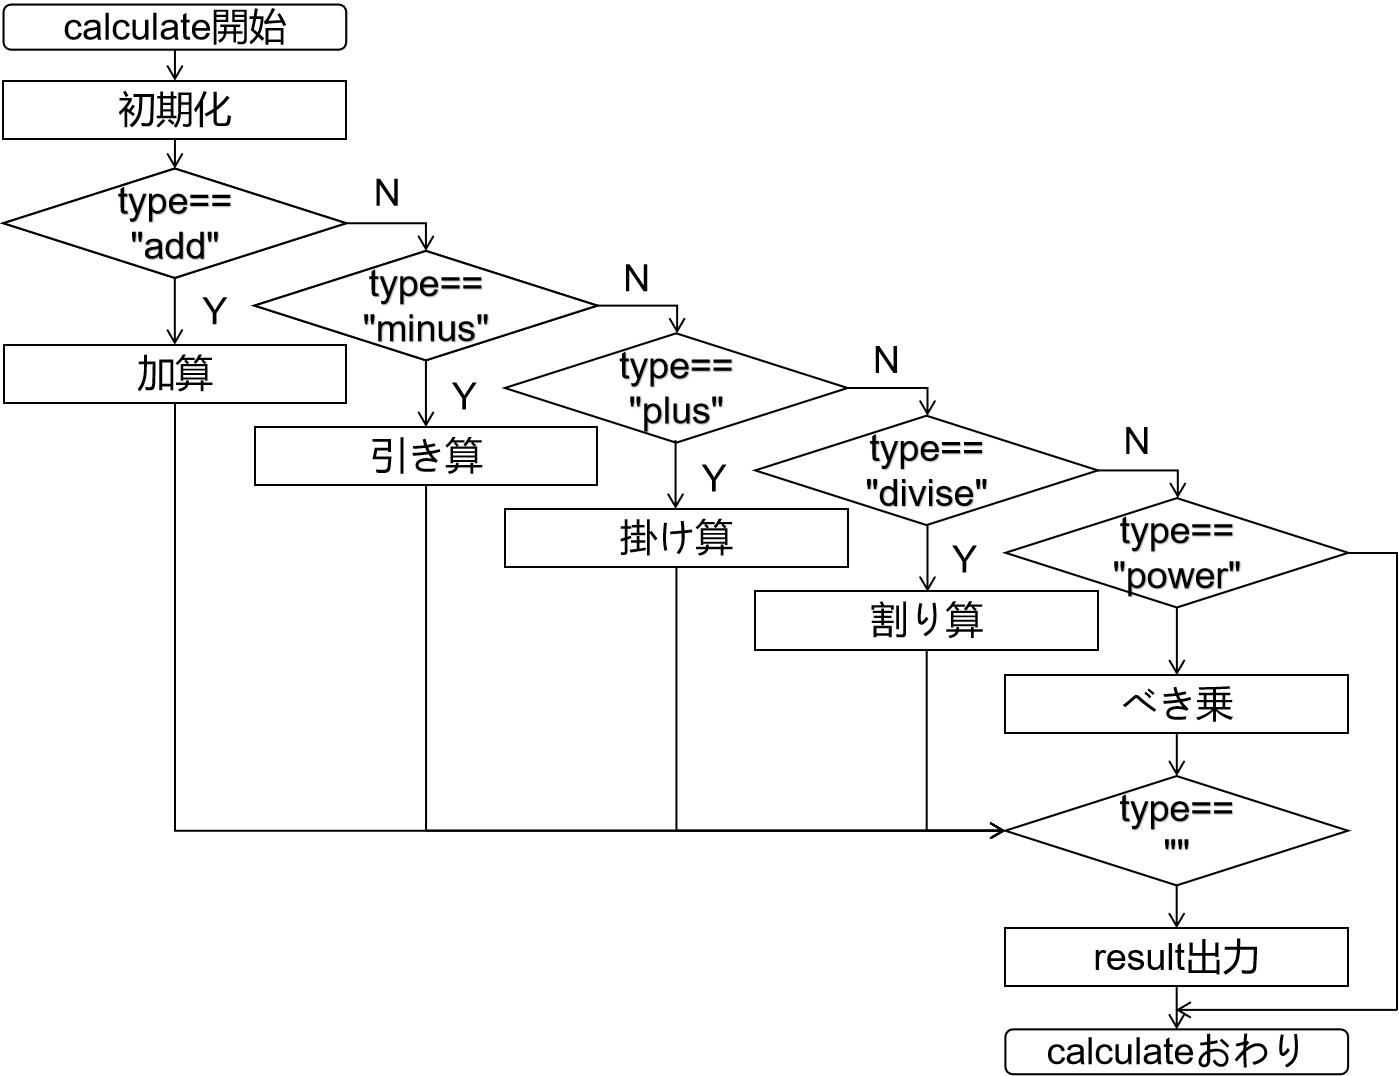 calculate開始
初期化
type==
"add"
N
Y
加算
type==
"minus"
N
Y
引き算
type==
"plus"
N
Y
掛け算
type==
"divise"
N
Y
割り算
type==
"power"
べき乗
type==
""
result出力
calculateおわり